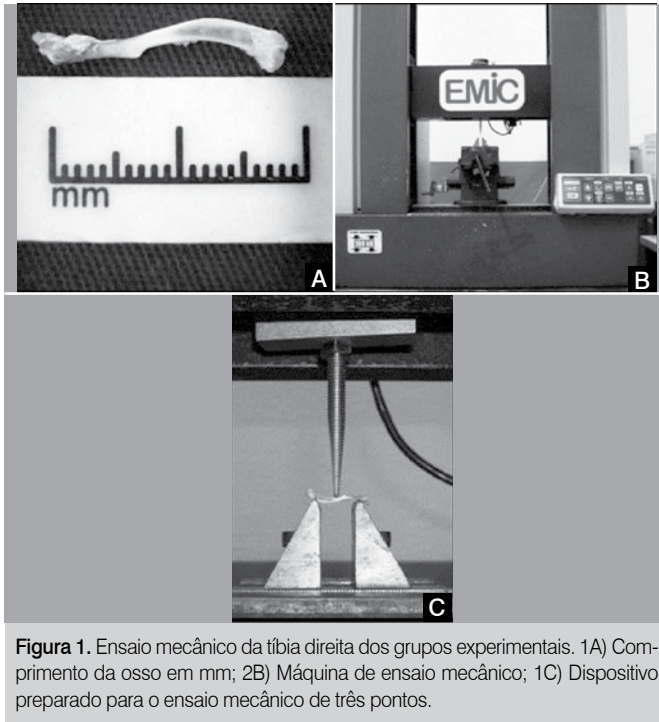 mm
A
EMIC
B
C
Figura 1. Ensaio mecânico da tíbia direita dos grupos experimentais. 1A) Com-
primento da osso em mm; 2B) Máquina de ensaio mecânico; 1C) Dispositivo
preparado para o ensaio mecânico de três pontos.